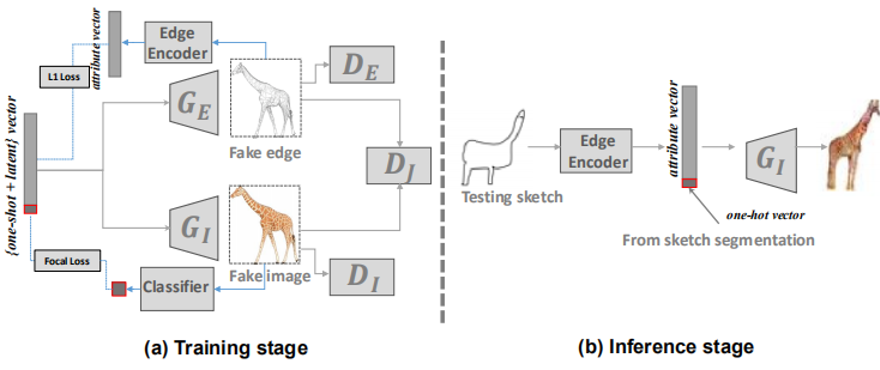 attribute vector
Edge
Encoder
L1 Loss
D_E
G_E
Fake edge
{one-shot + latent} vector
D_J
G_I
Fake image
D_I
Focal Loss
Classifier
(a) Training stage
Testing sketch
Edge
Encoder
attribute vector
G_I
one-hot vector
From sketch segmentation
(b) Inference stage